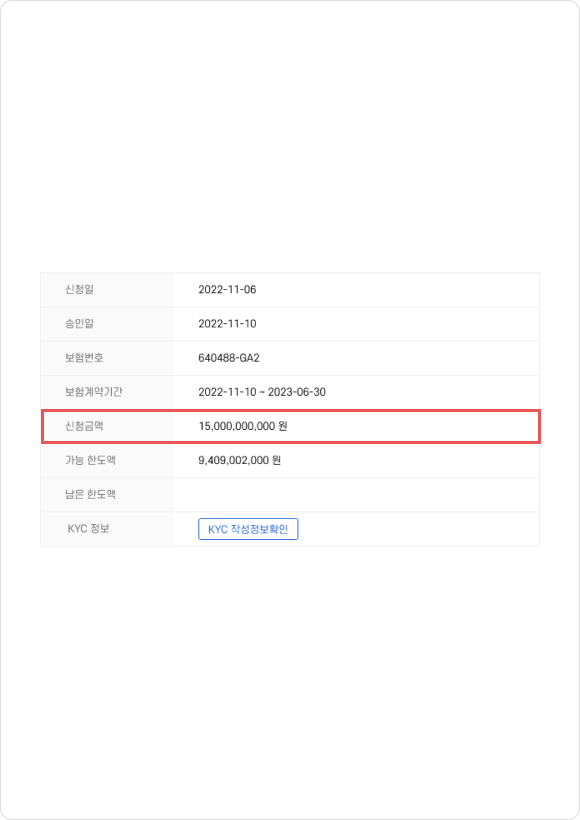 신청일 2022-11-06
승인일 2022-11-10
보험번호 640488-GA2
보험계약기간 2022-11-10 ~ 2023-06-30
신청금액 15,000,000,000 원
가능 한도액 9,409,002,000 원
남은 한도액
KYC 정보 KYC 작성정보확인